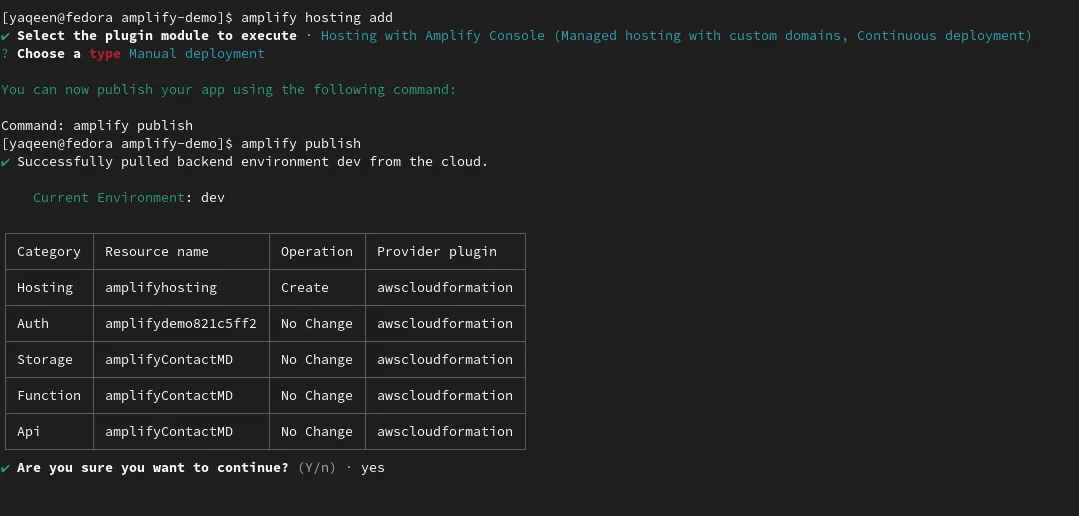 [yaqeen@fedora amplify-demo]$ amplify hosting add
✔ Select the plugin module to execute · Hosting with Amplify Console (Managed hosting with custom domains, Continuous deployment)
? Choose a type Manual deployment
You can now publish your app using the following command:
Command: amplify publish
[yaqeen@fedora amplify-demo]$ amplify publish
✔ Successfully pulled backend environment dev from the cloud.
Current Environment: dev
Category Resource name Operation Provider plugin
Hosting amplifyhosting Create awscloudformation
Auth amplifydemo821c5ff2 No Change awscloudformation
Storage amplifyContactMD No Change awscloudformation
Function amplifyContactMD No Change awscloudformation
Api amplifyContactMD No Change awscloudformation
✔ Are you sure you want to continue? (Y/n) · yes